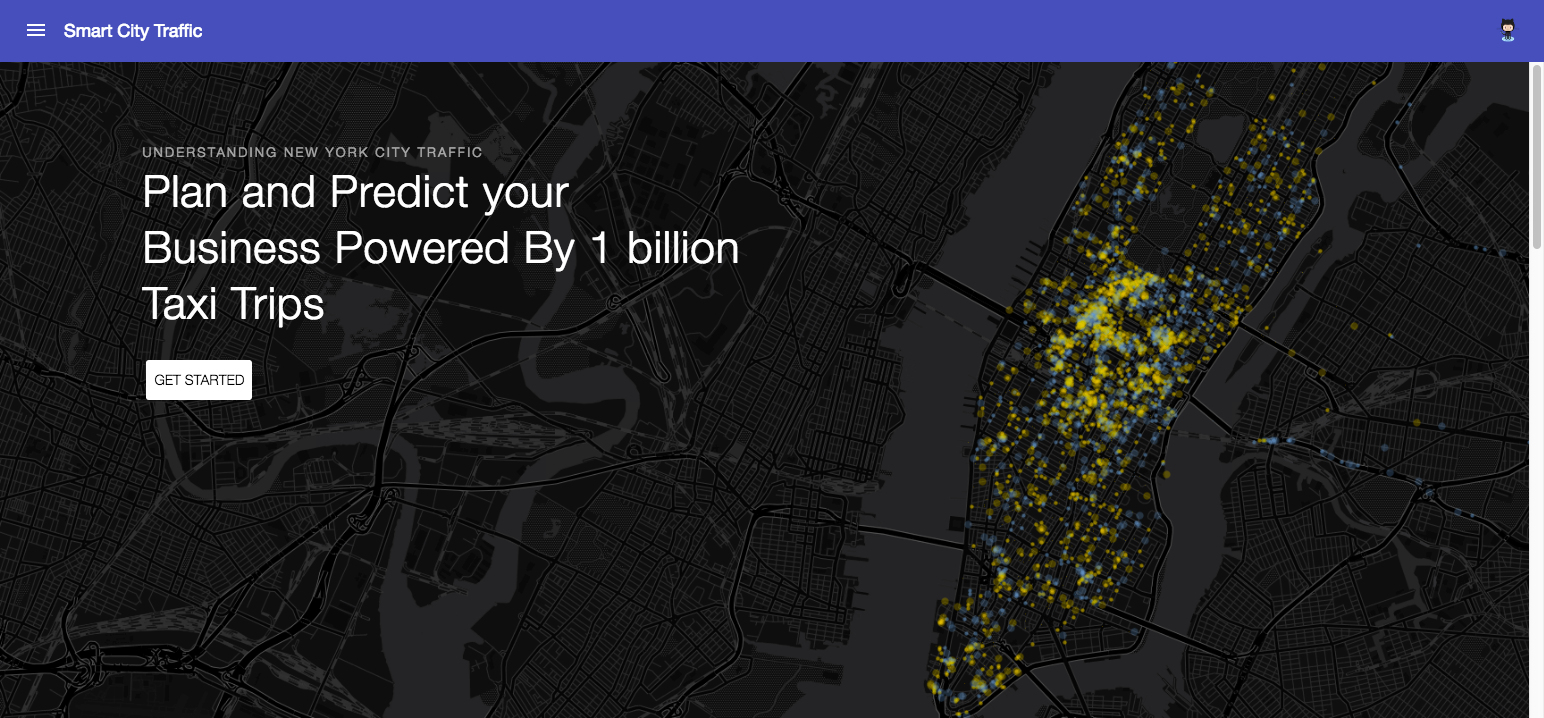 Smart City Traffic
UNDERSTANDING NEW YORK CITY TRAFFIC
Plan and Predict your
Business Powered By 1 billion
Taxi Trips
GET STARTED